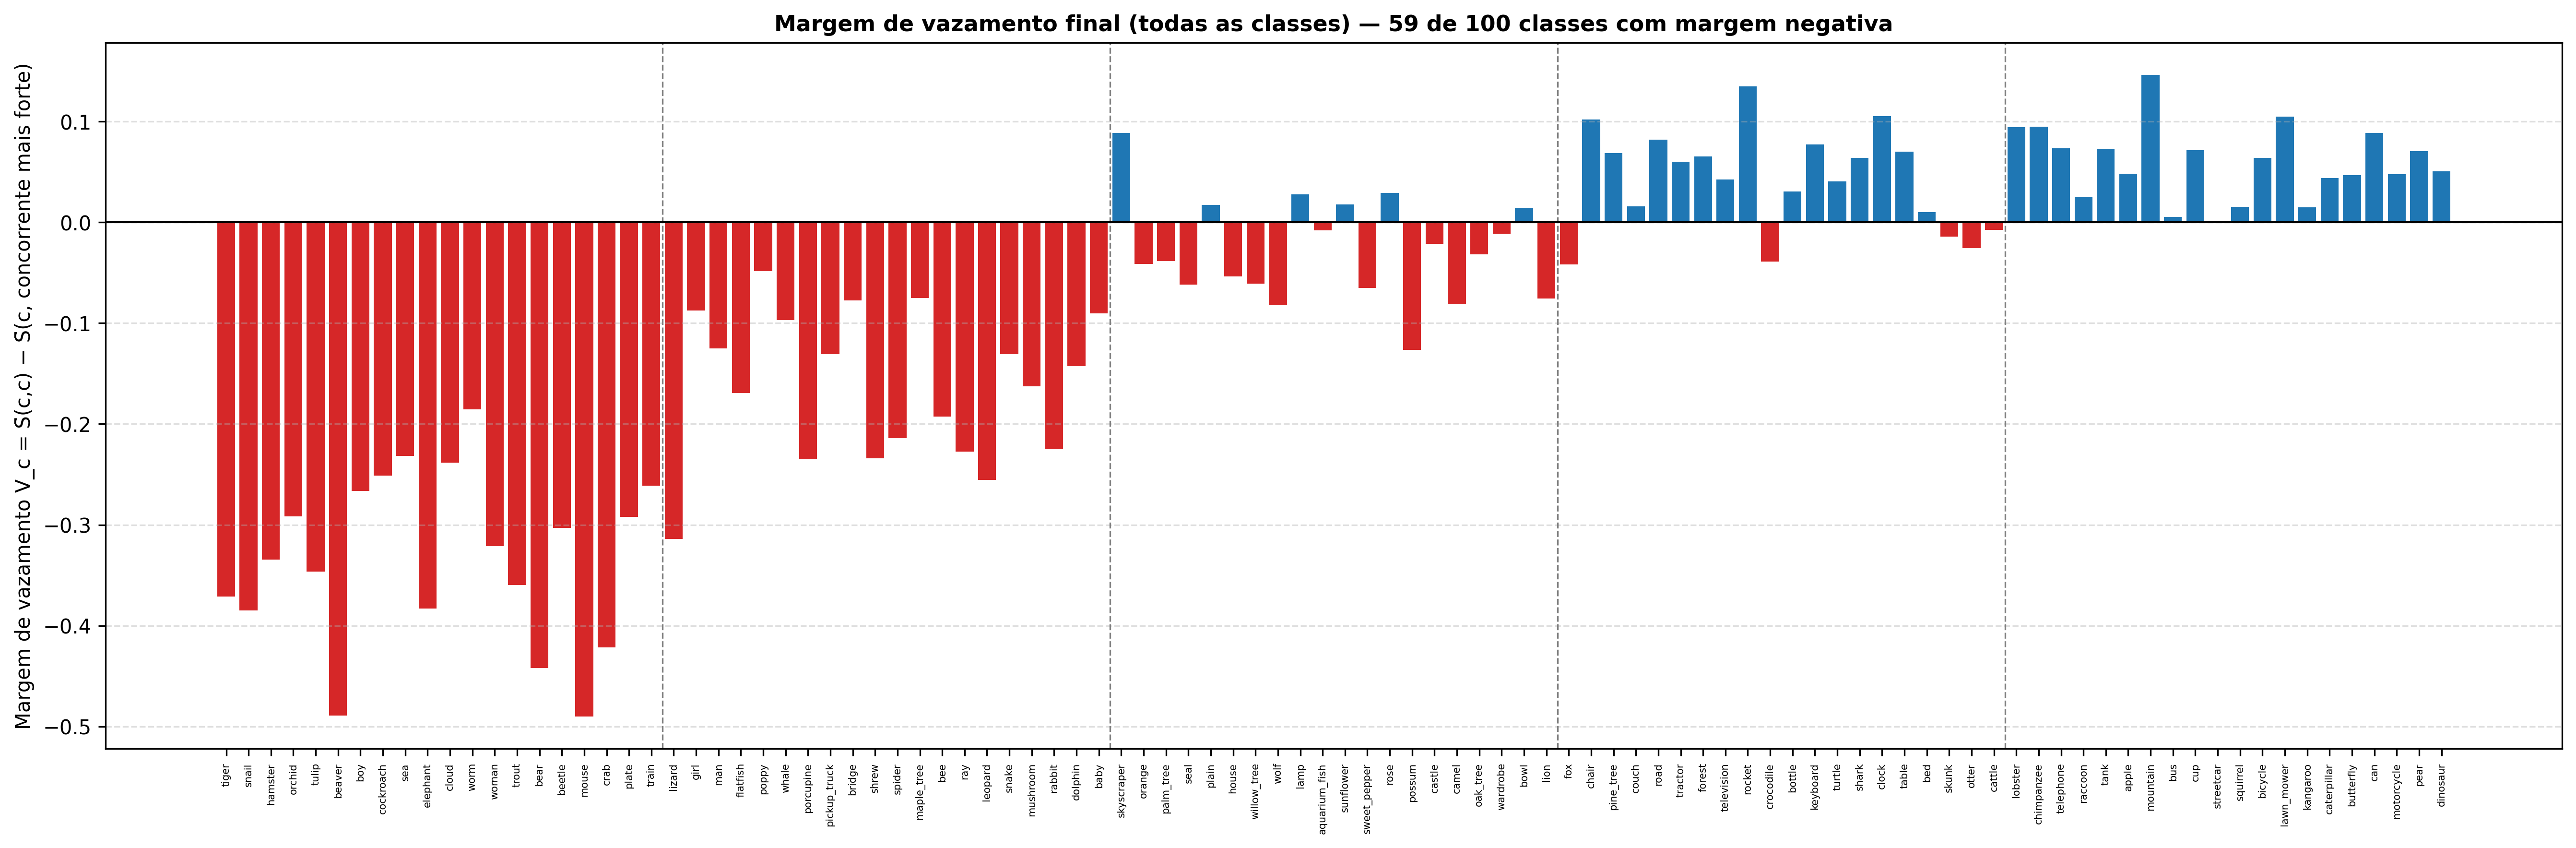 Margem de vazamento final (todas as classes) — 59 de 100 classes com margem negativa
Margem de vazamento V_c = S(c,c) − S(c, concorrente mais forte)
0.1
0.0
−0.1
−0.2
−0.3
−0.4
−0.5
tiger
snail
hamster
orchid
tulip
beaver
boy
cockroach
sea
elephant
cloud
worm
woman
trout
bear
beetle
mouse
crab
plate
train
lizard
girl
man
flatfish
poppy
whale
porcupine
pickup_truck
bridge
shrew
spider
maple_tree
bee
ray
leopard
snake
mushroom
rabbit
dolphin
baby
skyscraper
orange
palm_tree
seal
plain
house
willow_tree
wolf
lamp
aquarium_fish
sunflower
sweet_pepper
rose
possum
castle
camel
oak_tree
wardrobe
bowl
lion
fox
chair
pine_tree
couch
road
tractor
forest
television
rocket
crocodile
bottle
keyboard
turtle
shark
clock
table
bed
skunk
otter
cattle
lobster
chimpanzee
telephone
raccoon
tank
apple
mountain
bus
cup
streetcar
squirrel
bicycle
lawn_mower
kangaroo
caterpillar
butterfly
can
motorcycle
pear
dinosaur